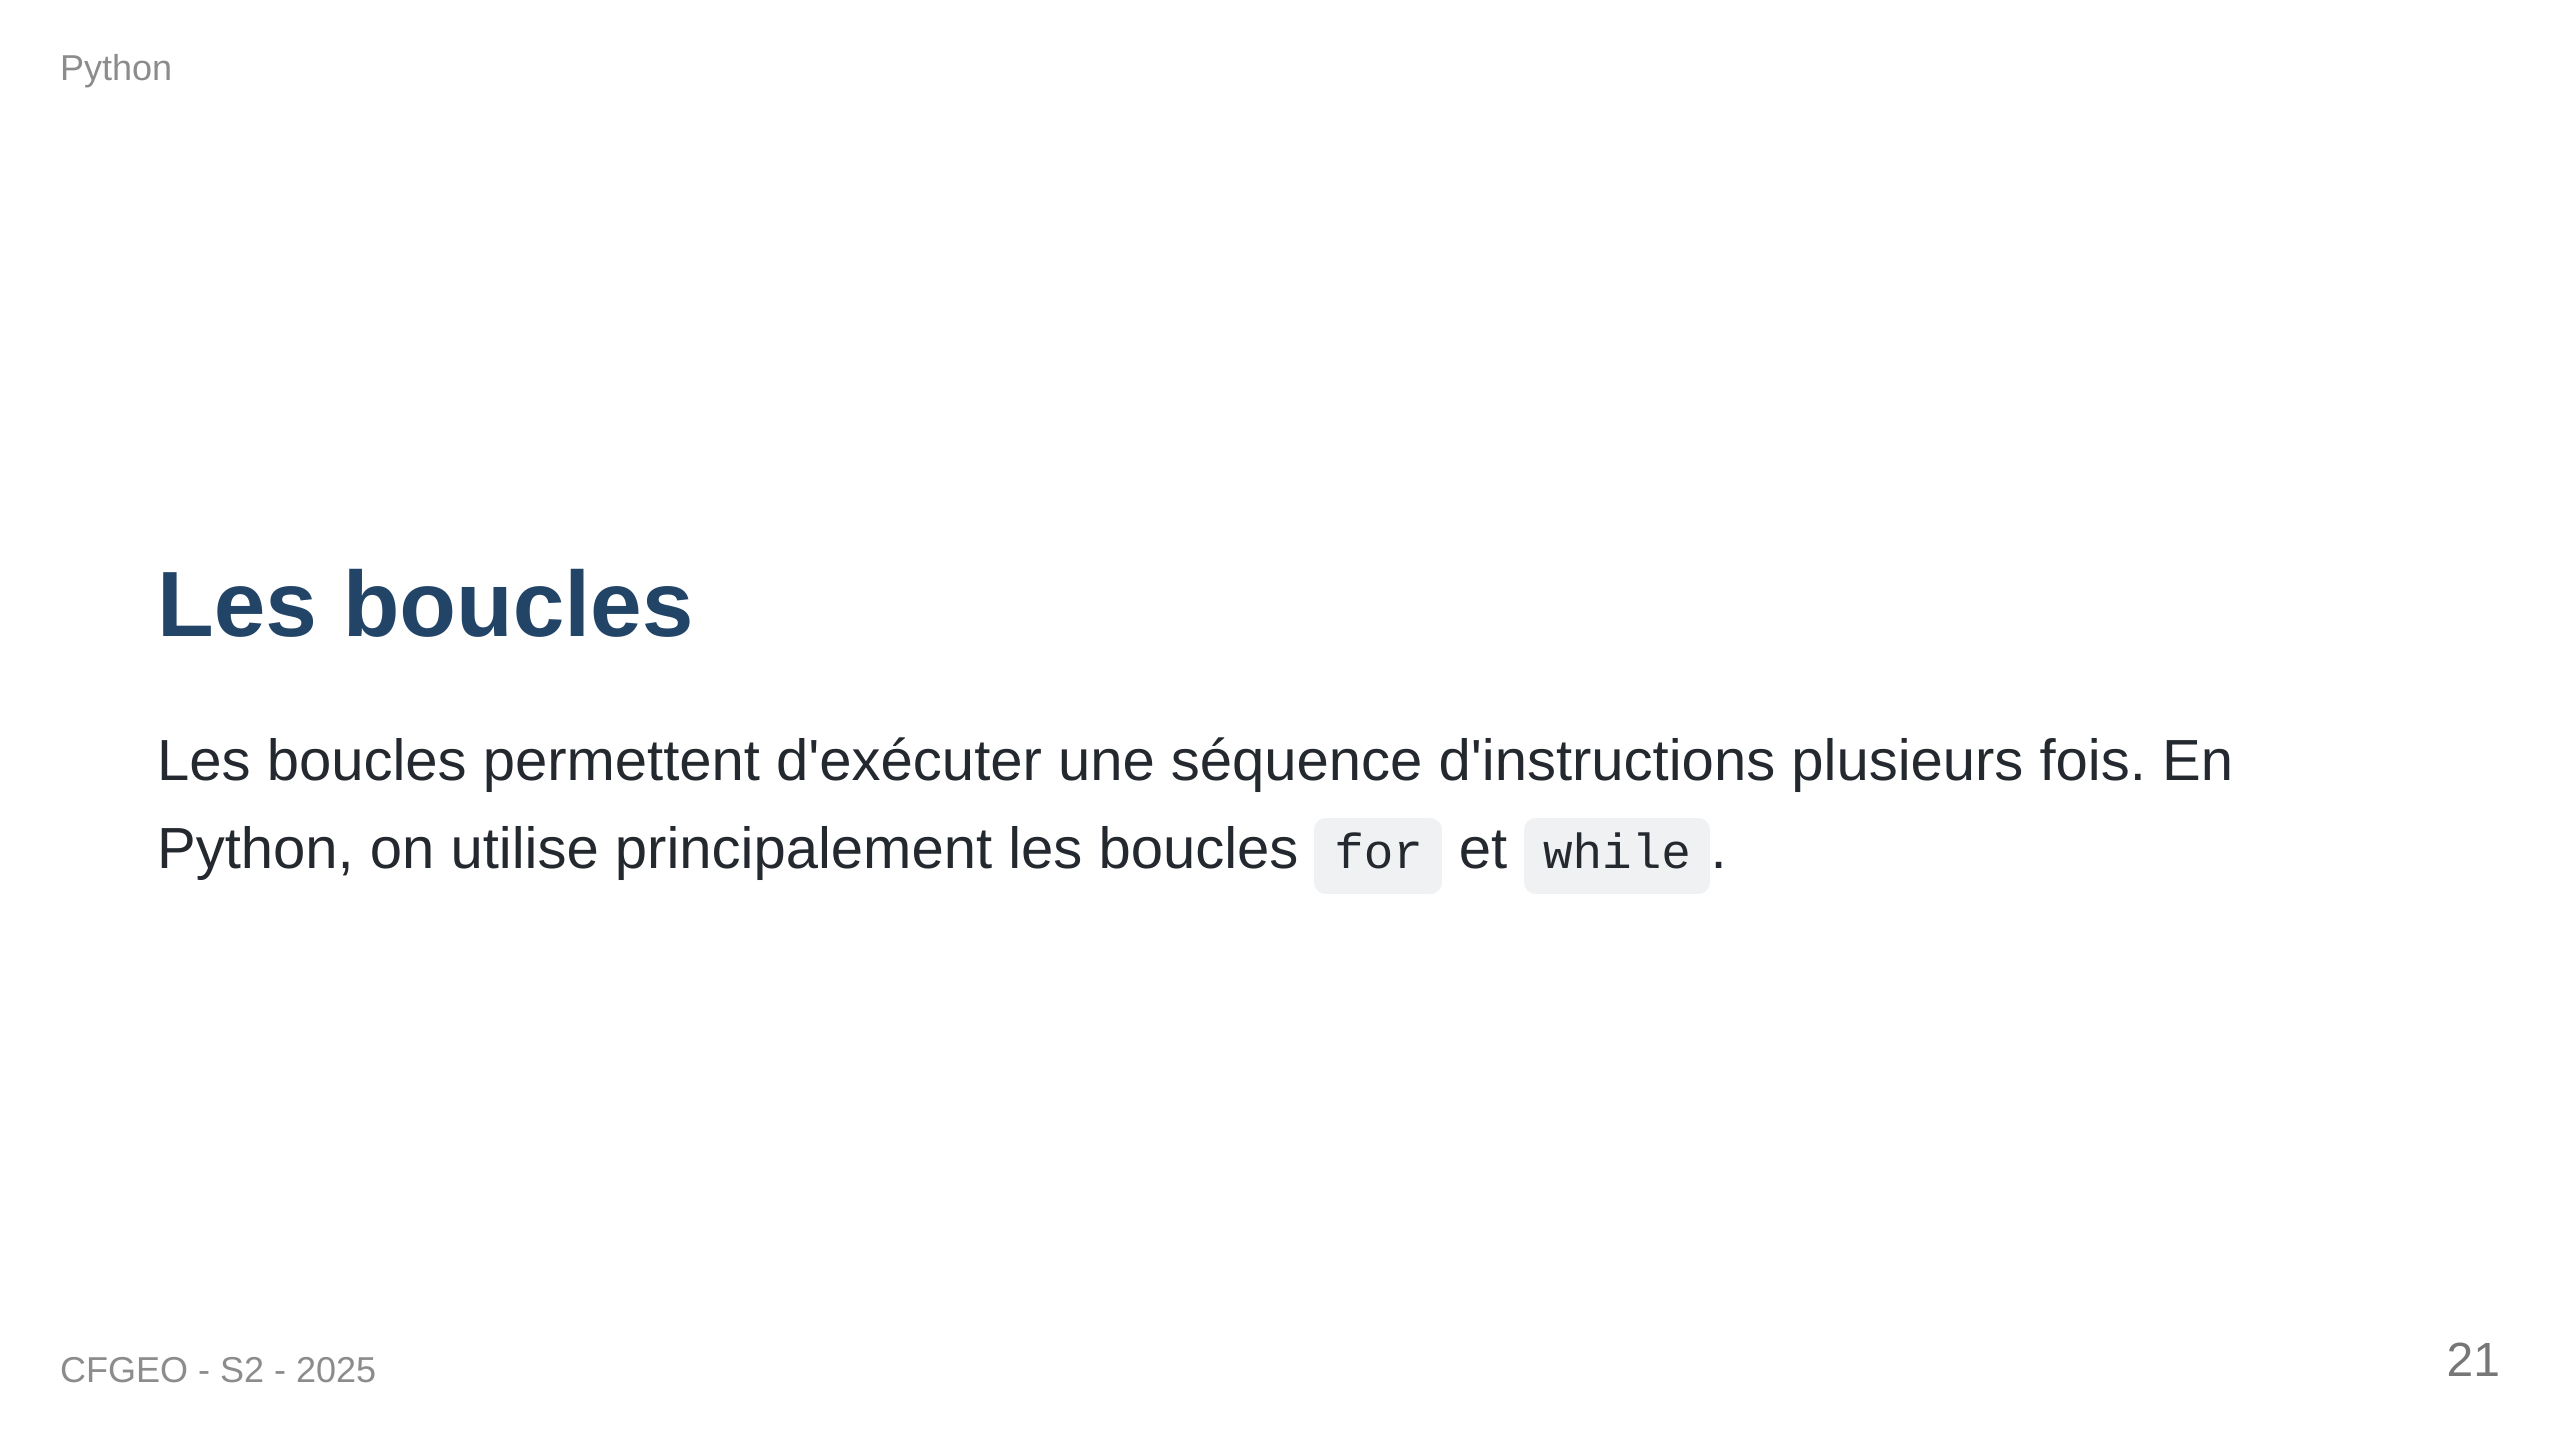 Python
Les boucles
Les boucles permettent d'exécuter une séquence d'instructions plusieurs fois. En
Python, on utilise principalement les boucles for et while.
CFGEO - S2 - 2025
21